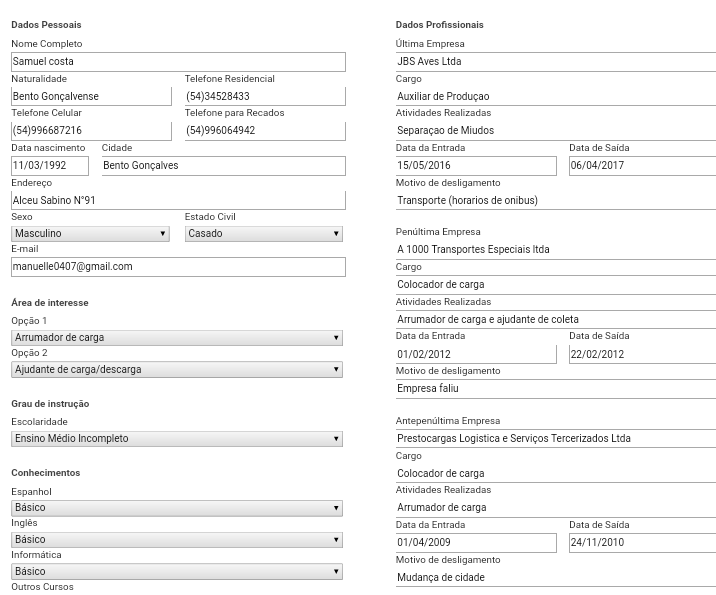 Dados Pessoais
Nome Completo
Samuel costa
Naturalidade Telefone Residencial
Bento Gonçalvense (54)34528433
Telefone Celular Telefone para Recados
(54)996687216 (54)996064942
Data nascimento Cidade
11/03/1992 Bento Gonçalves
Endereço
Alceu Sabino N°91
Sexo Estado Civil
Masculino Casado
E-mail
manuelle0407@gmail.com
Área de interesse
Opção 1
Arrumador de carga
Opção 2
Ajudante de carga/descarga
Grau de instrução
Escolaridade
Ensino Médio Incompleto
Conhecimentos
Espanhol
Básico
Inglês
Básico
Informática
Básico
Outros Cursos
Dados Profissionais
Última Empresa
JBS Aves Ltda
Cargo
Auxiliar de Produçao
Atividades Realizadas
Separaçao de Miudos
Data da Entrada Data de Saída
15/05/2016 06/04/2017
Motivo de desligamento
Transporte (horarios de onibus)
Penúltima Empresa
A 1000 Transportes Especiais ltda
Cargo
Colocador de carga
Atividades Realizadas
Arrumador de carga e ajudante de coleta
Data da Entrada Data de Saída
01/02/2012 22/02/2012
Motivo de desligamento
Empresa faliu
Antepenúltima Empresa
Prestocargas Logistica e Serviços Tercerizados Ltda
Cargo
Colocador de carga
Atividades Realizadas
Arrumador de carga
Data da Entrada Data de Saída
01/04/2009 24/11/2010
Motivo de desligamento
Mudança de cidade